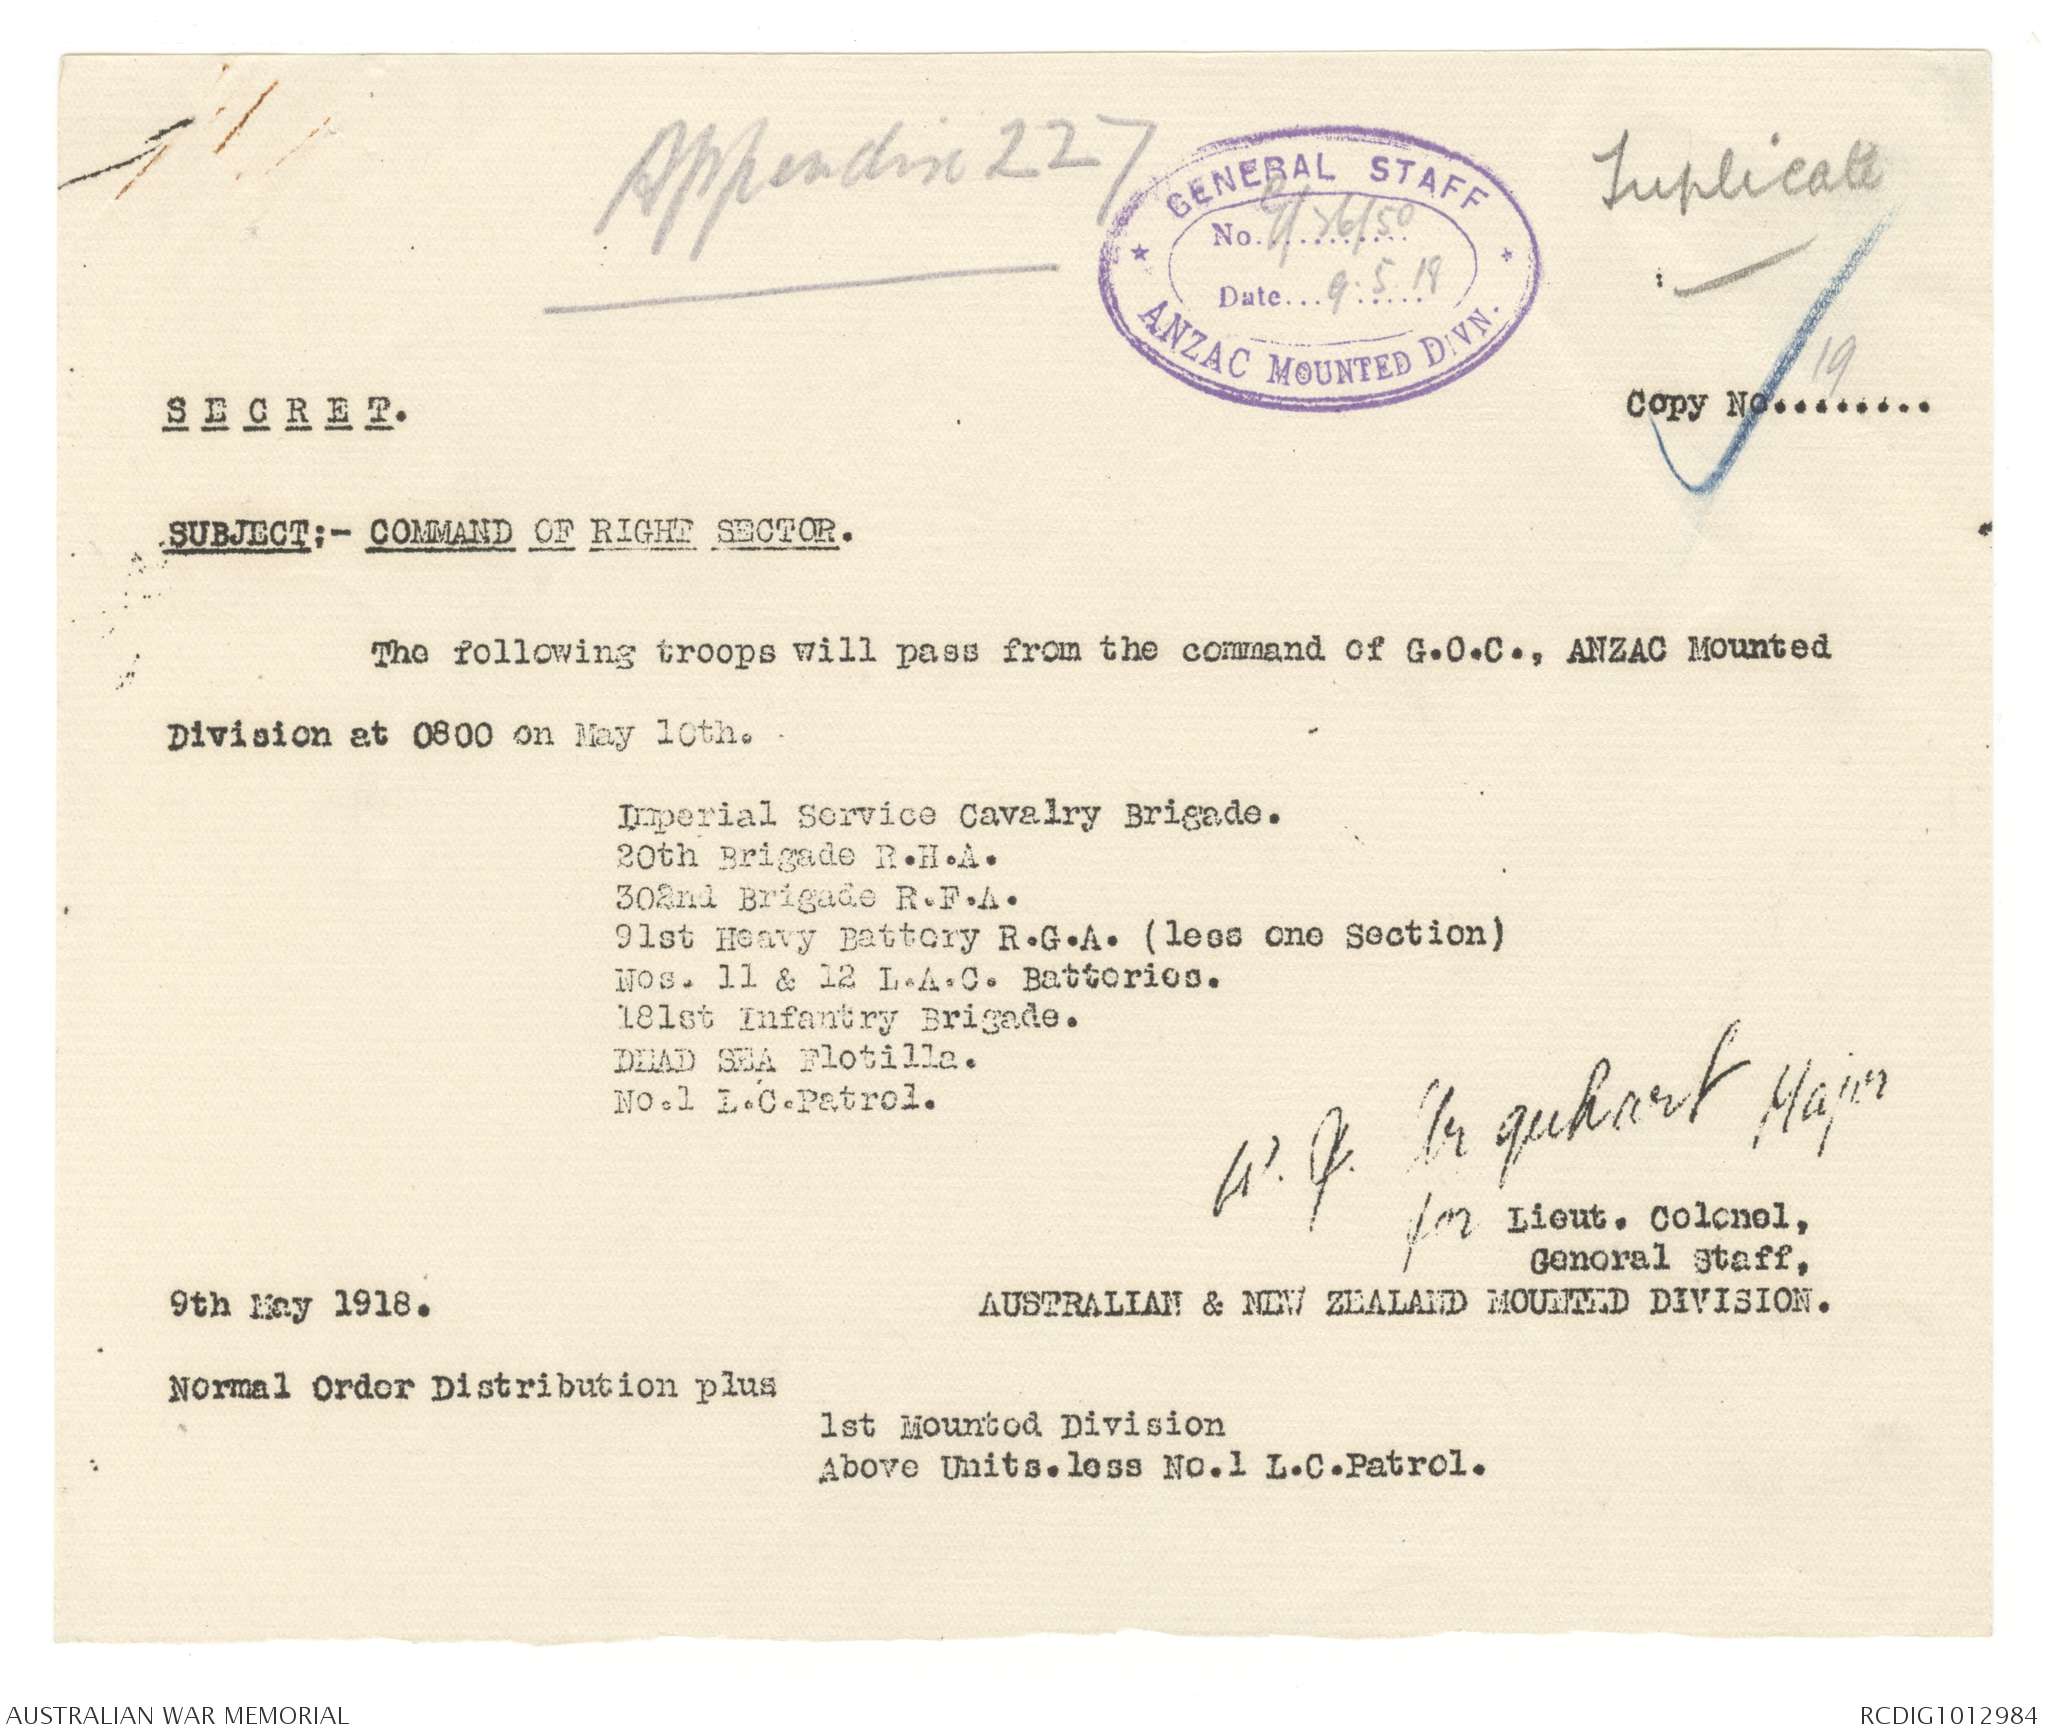 Appendix 227
GENERAL STAFF
No. G/36/50
Date... 9.5.18
ANZAC MOUNTED DIVN.
Duplicate
SECRET.
Copy No. 19
SUBJECT;- COMMAND OF RIGHT SECTOR.
The following troops will pass from the command of G.O.C., ANZAC Mounted
Division at 0800 on May 10th.
Imperial Service Cavalry Brigade.
20th Brigade R.H.A.
302nd Brigade R.F.A.
91st Heavy Battery R.G.A. (less one Section)
Nos. 11 & 12 L.A.C. Batteries.
181st Infantry Brigade.
DEAD SEA Flotilla.
No.1 L.C.Patrol.
Urquhart Major
for Lieut. Colonel,
General Staff,
9th May 1918.
AUSTRALIAN & NEW ZEALAND MOUNTED DIVISION.
Normal Order Distribution plus
1st Mounted Division
Above Units.less No.1 L.C.Patrol.
AUSTRALIAN WAR MEMORIAL
RCDIG1012984